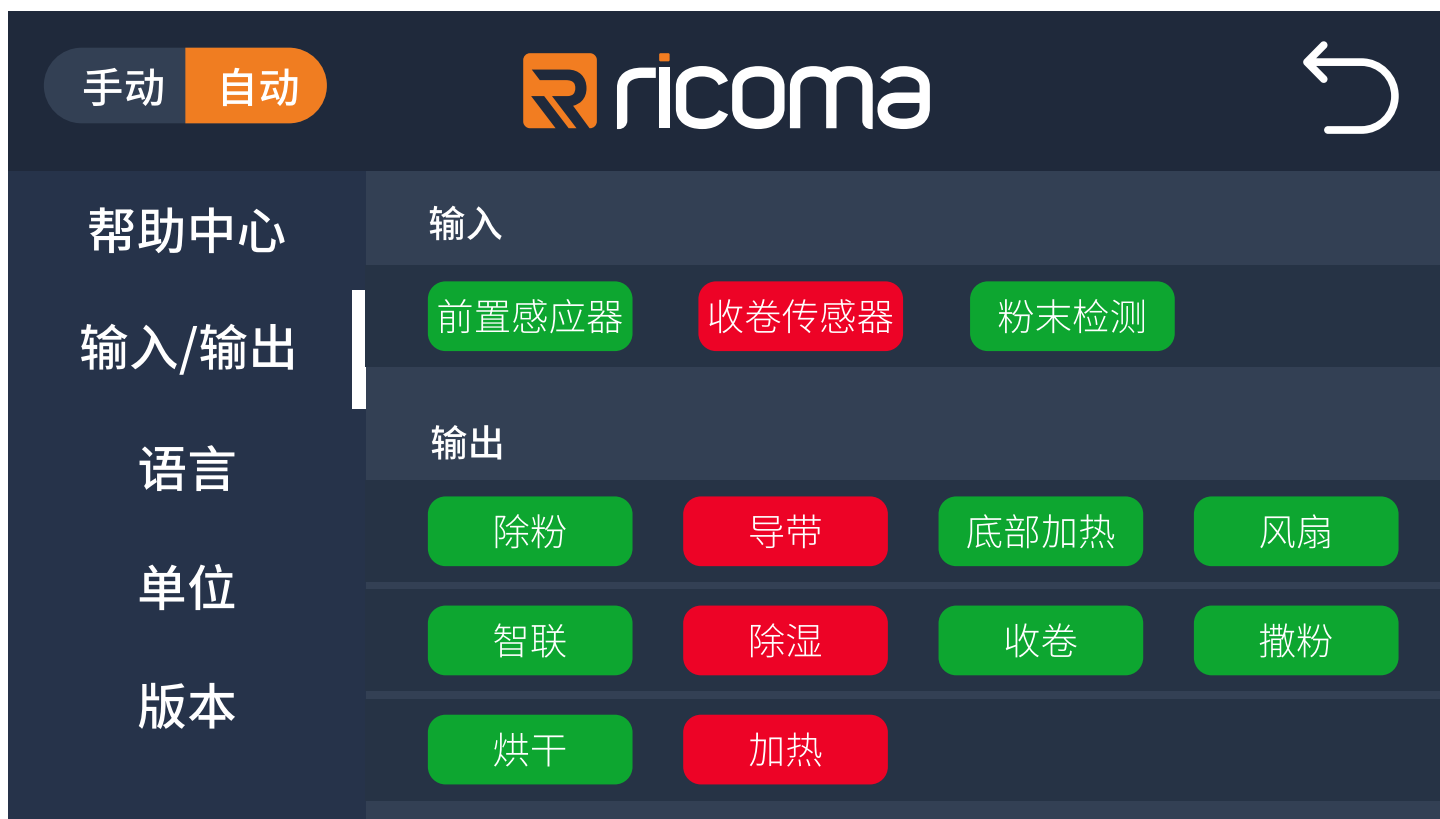 手动 自动
ricoma
帮助中心
输入/输出
语言
单位
版本
输入
前置感应器 收卷传感器 粉末检测
输出
除粉 导带 底部加热 风扇
智联 除湿 收卷 撒粉
烘干 加热